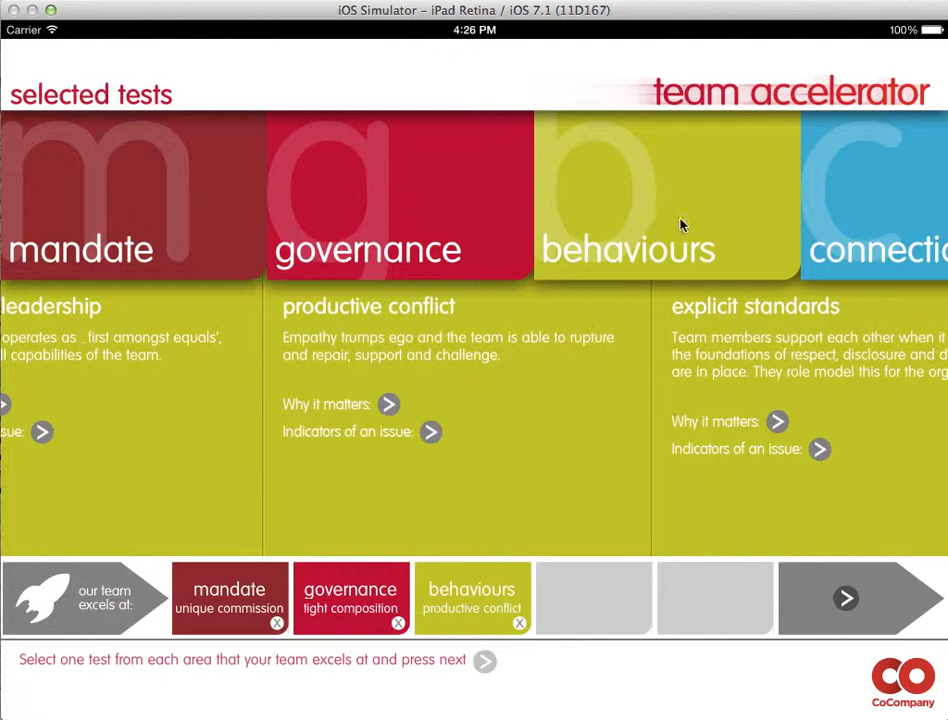 iOS Simulator - iPad Retina / iOS 7.1 (11D167)
Carrier
4:26 PM
100%
selected tests
team accelerator
m
g
b
c
mandate
governance
behaviours
connectio
leadership
operates as _first amongst equals',
ll capabilities of the team.
sue:
productive conflict
Empathy trumps ego and the team is able to rupture
and repair, support and challenge.
Why it matters:
Indicators of an issue:
explicit standards
Team members support each other when it
the foundations of respect, disclosure and d
are in place. They role model this for the org
Why it matters:
Indicators of an issue:
our team
excels at:
mandate
unique commission
X
governance
tight composition
X
behaviours
productive conflict
X
Select one test from each area that your team excels at and press next
CO
CoCompany